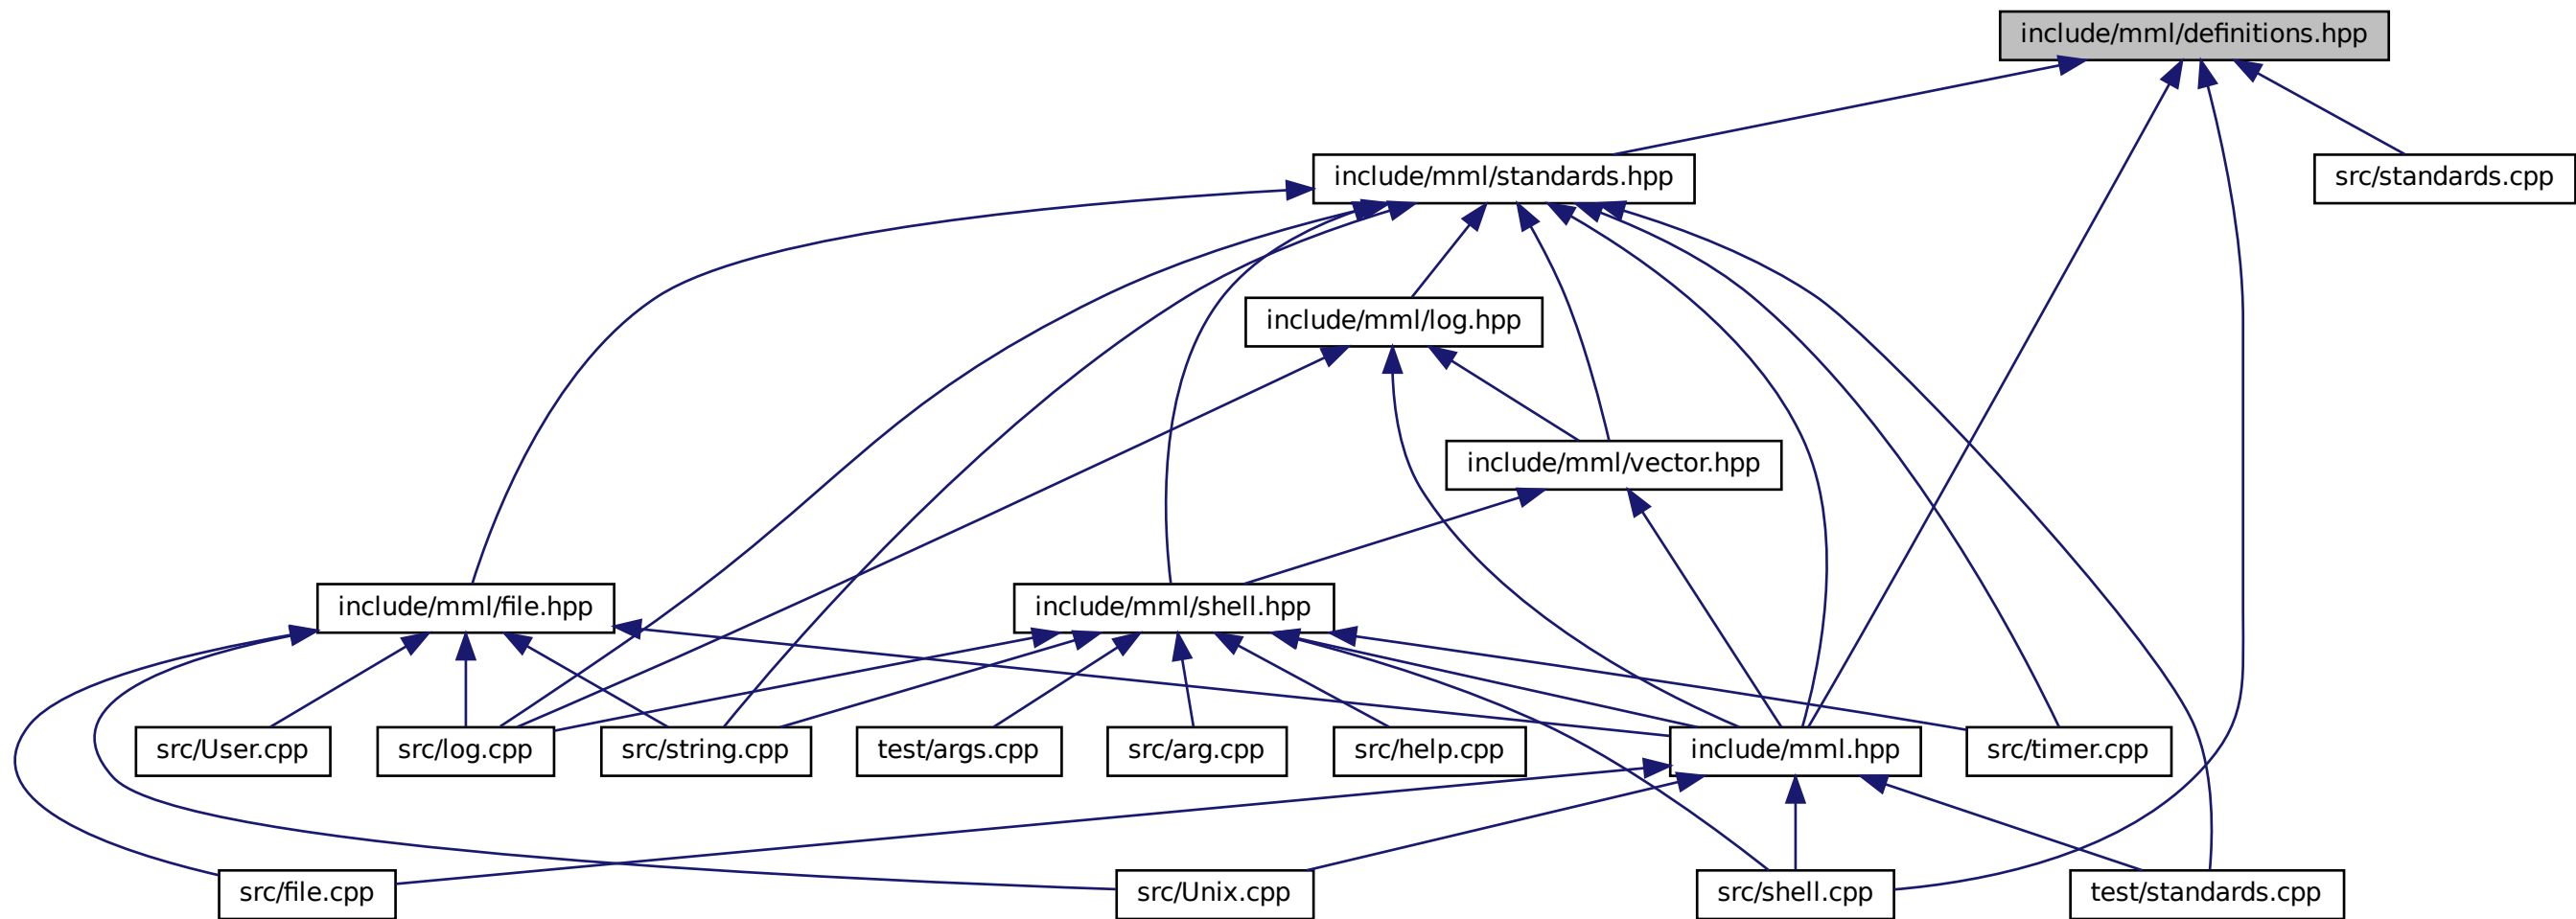 include/mml/definitions.hpp
include/mml/standards.hpp
src/standards.cpp
include/mml/log.hpp
include/mml/vector.hpp
include/mml/file.hpp
include/mml/shell.hpp
src/User.cpp
src/log.cpp
src/string.cpp
test/args.cpp
src/arg.cpp
src/help.cpp
include/mml.hpp
src/timer.cpp
src/file.cpp
src/Unix.cpp
src/shell.cpp
test/standards.cpp